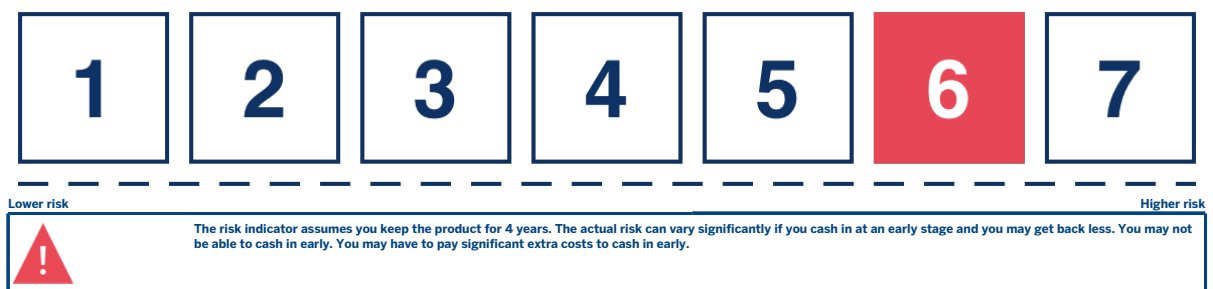 1 2 3 4 5 6 7
Lower risk Higher risk
! The risk indicator assumes you keep the product for 4 years. The actual risk can vary significantly if you cash in at an early stage and you may get back less. You may not
be able to cash in early. You may have to pay significant extra costs to cash in early.